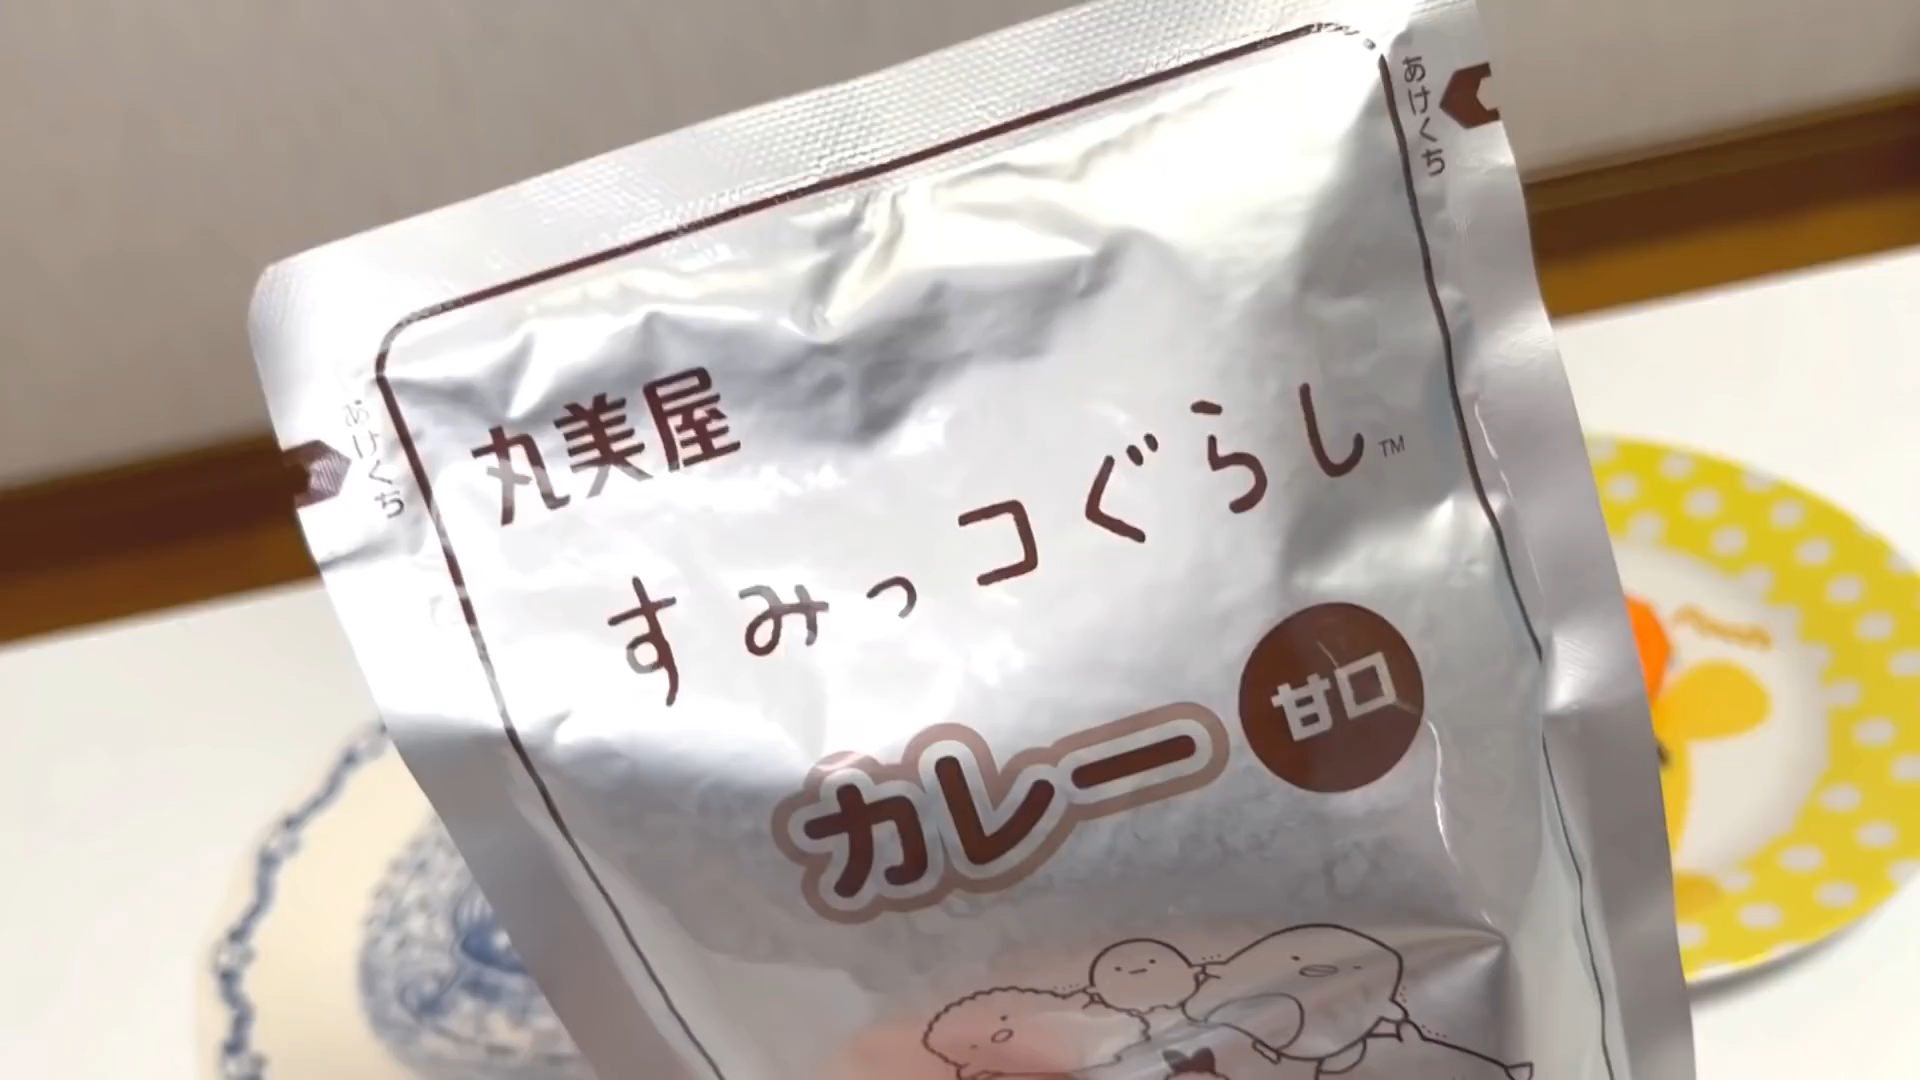 あけくち
丸美屋
あけくち
すみっコぐらし™
カレー
甘口